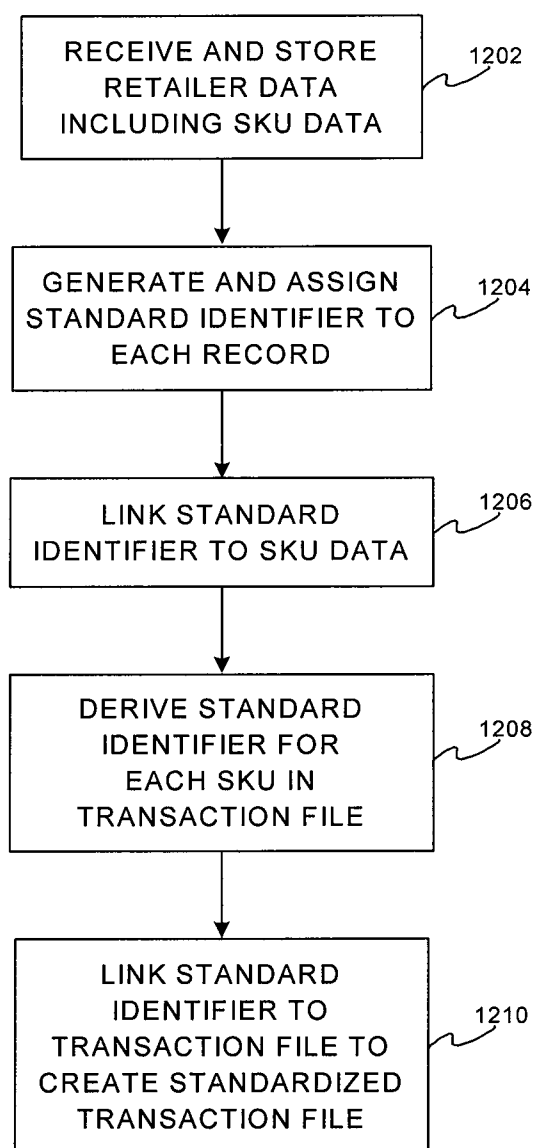 RECEIVE AND STORE
RETAILER DATA
INCLUDING SKU DATA
1202
GENERATE AND ASSIGN
STANDARD IDENTIFIER TO
EACH RECORD
1204
LINK STANDARD
IDENTIFIER TO SKU DATA
1206
DERIVE STANDARD
IDENTIFIER FOR
EACH SKU IN
TRANSACTION FILE
1208
LINK STANDARD
IDENTIFIER TO
TRANSACTION FILE TO
CREATE STANDARDIZED
TRANSACTION FILE
1210